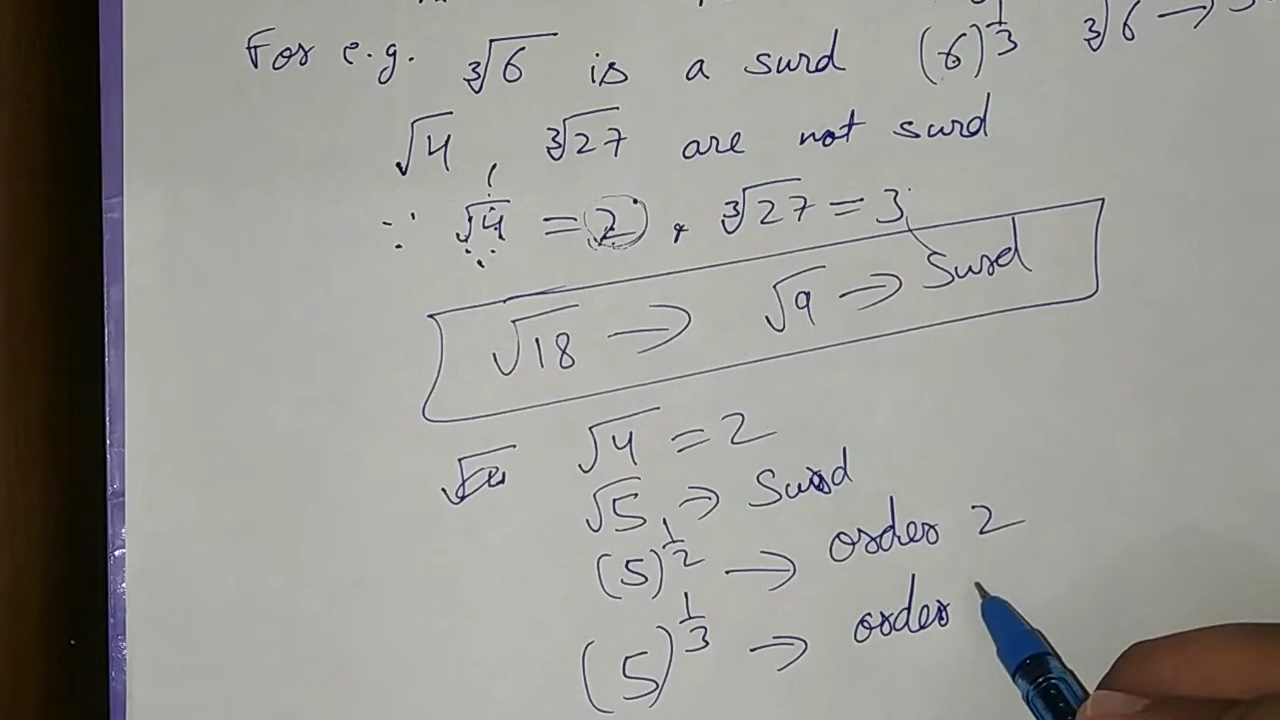 For e.g. ∛6 is a surd (6)^1/3 ∛6 →
√4, ∛27 are not surd
∵ √4 = 2, ∛27 = 3
√18 → √9 → Surd
√4 = 2
√5 → Surd
(5)^1/2 → order 2
(5)^1/3 → order